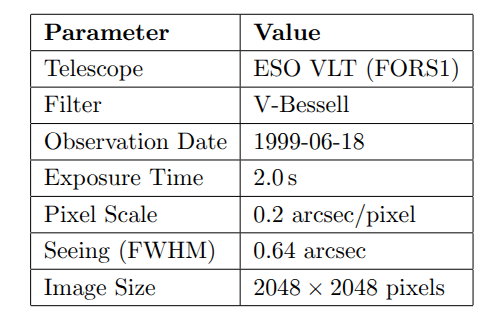 Parameter Value
Telescope ESO VLT (FORS1)
Filter V-Bessell
Observation Date 1999-06-18
Exposure Time 2.0 s
Pixel Scale 0.2 arcsec/pixel
Seeing (FWHM) 0.64 arcsec
Image Size 2048 × 2048 pixels